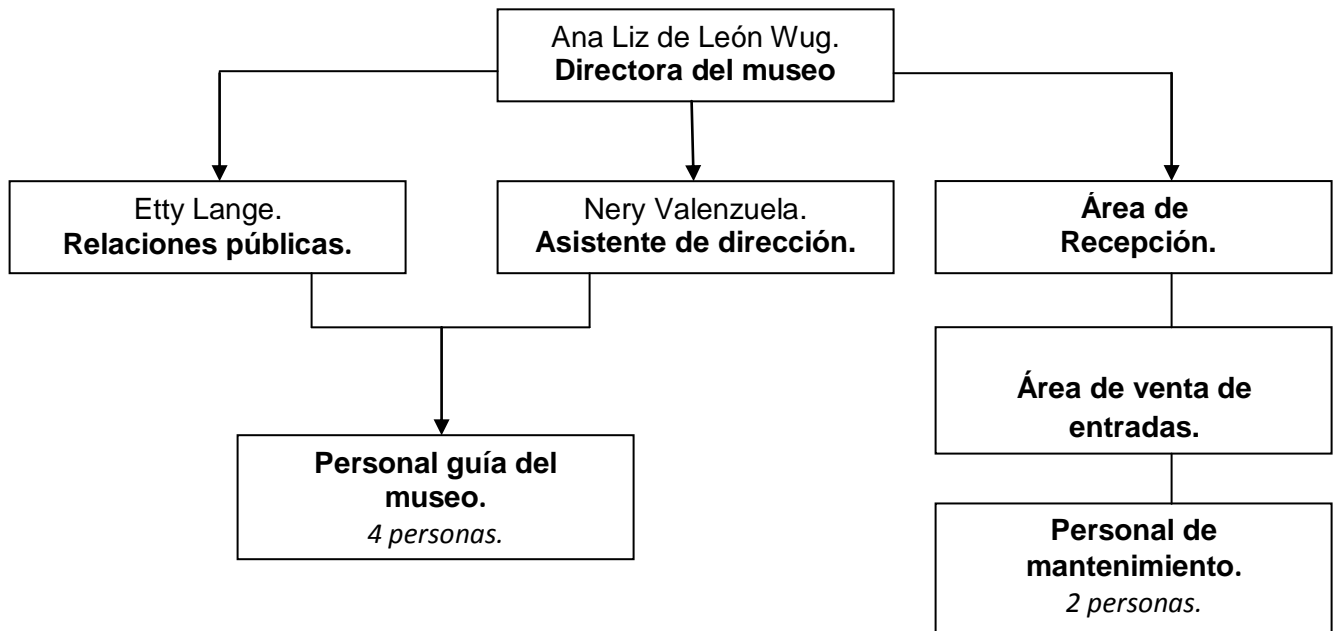 Ana Liz de León Wug.
Directora del museo
Etty Lange.
Relaciones públicas.
Nery Valenzuela.
Asistente de dirección.
Área de
Recepción.
Área de venta de
entradas.
Personal guía del
museo.
4 personas.
Personal de
mantenimiento.
2 personas.